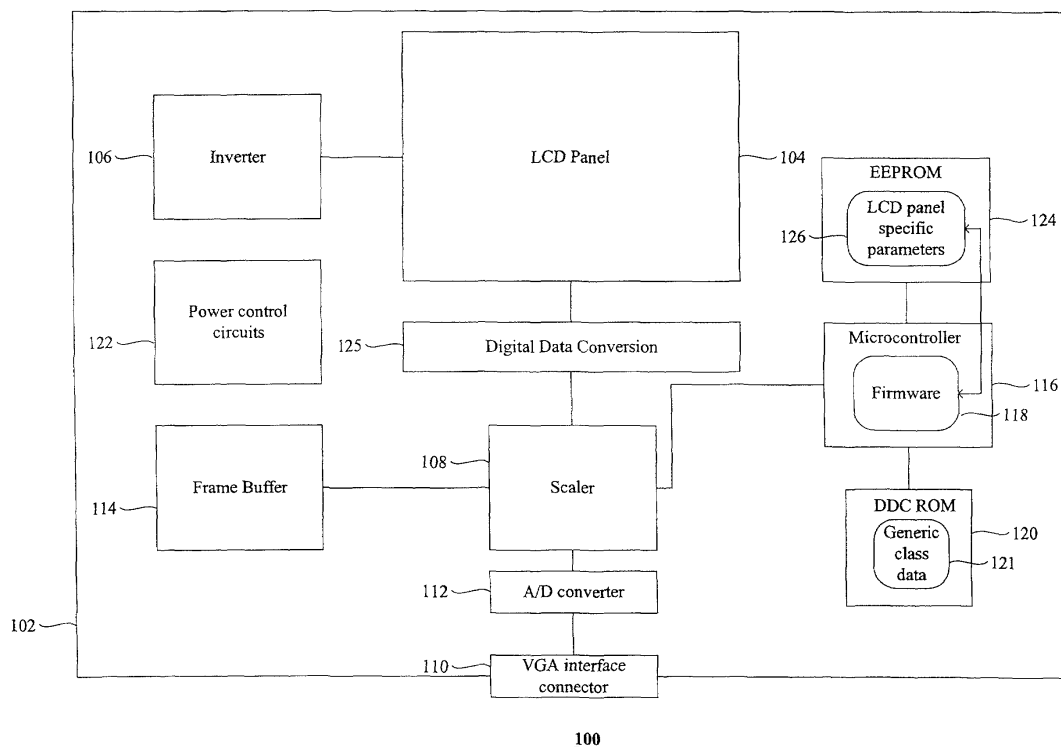 106
Inverter
LCD Panel
104
EEPROM
LCD panel
specific
parameters
126
124
Power control
circuits
122
125
Digital Data Conversion
Microcontroller
Firmware
116
118
108
Frame Buffer
114
Scaler
DDC ROM
Generic
class
data
120
121
112
A/D converter
102
110
VGA interface
connector
100